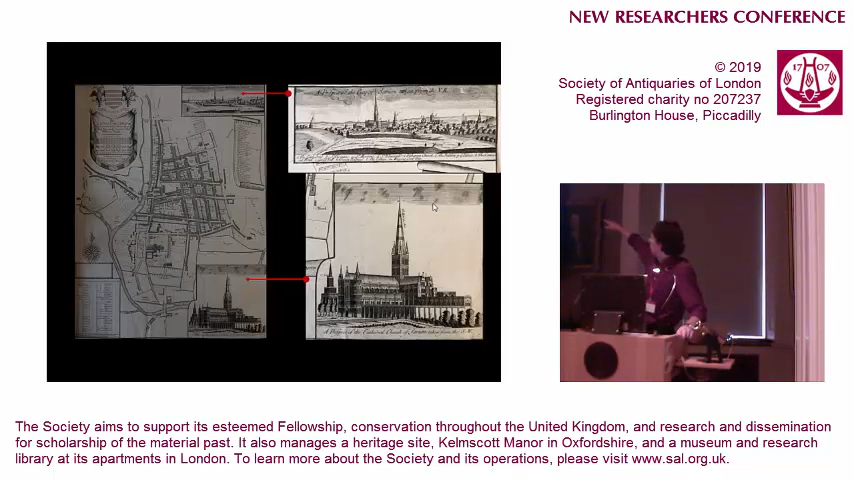 NEW RESEARCHERS CONFERENCE
© 2019
Society of Antiquaries of London
Registered charity no 207237
Burlington House, Piccadilly
17 07
The Society aims to support its esteemed Fellowship, conservation throughout the United Kingdom, and research and dissemination
for scholarship of the material past. It also manages a heritage site, Kelmscott Manor in Oxfordshire, and a museum and research
library at its apartments in London. To learn more about the Society and its operations, please visit www.sal.org.uk.